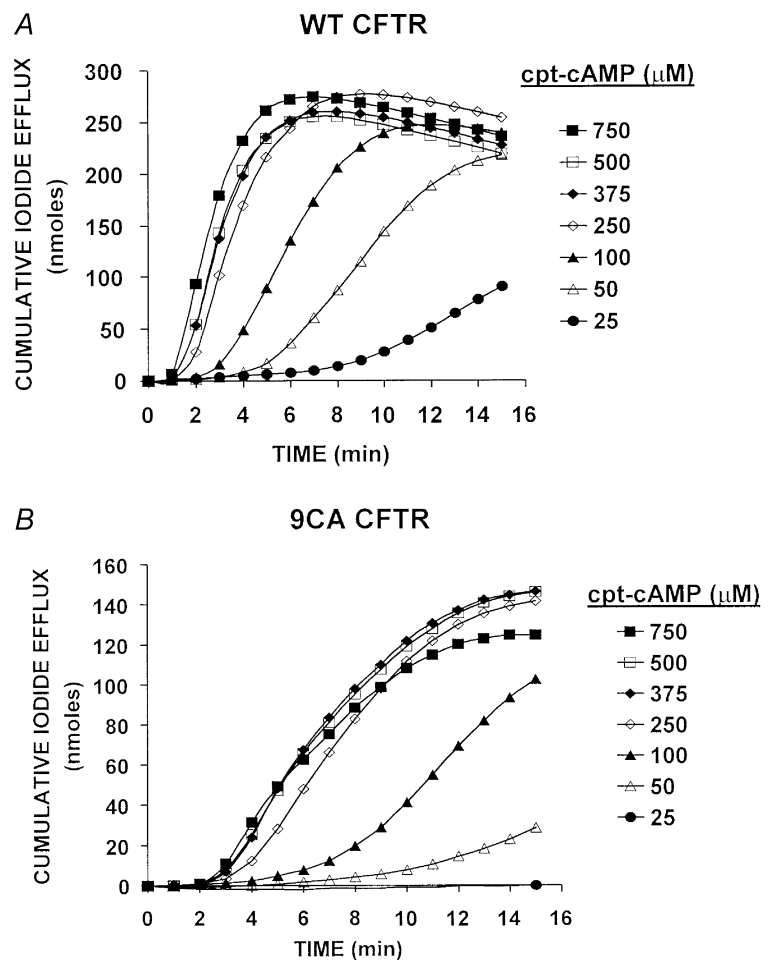 A
WT CFTR
CUMULATIVE IODIDE EFFLUX
(nmoles)
300
250
200
150
100
50
0
0 2 4 6 8 10 12 14 16
TIME (min)
cpt-cAMP (μM)
750
500
375
250
100
50
25
B
9CA CFTR
CUMULATIVE IODIDE EFFLUX
(nmoles)
160
140
120
100
80
60
40
20
0
0 2 4 6 8 10 12 14 16
TIME (min)
cpt-cAMP (μM)
750
500
375
250
100
50
25